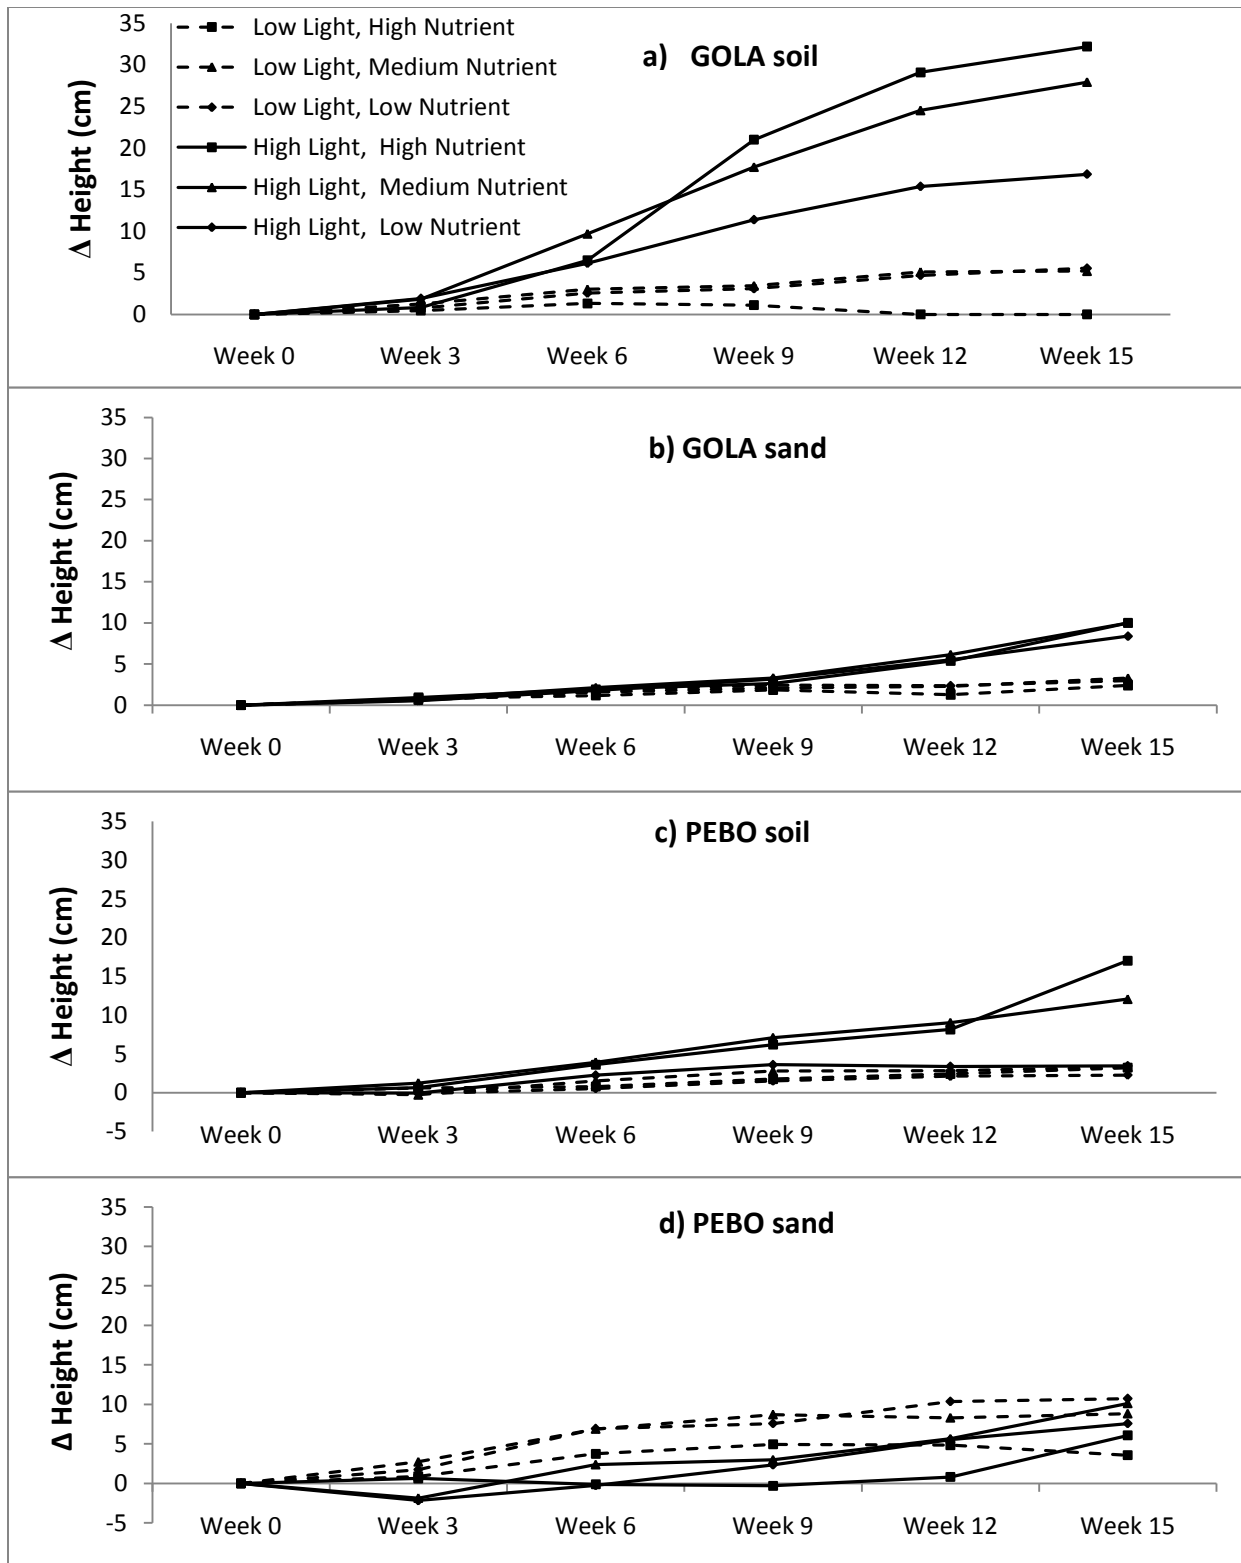 35
30
25
20
15
10
5
0
Δ Height (cm)
Low Light, High Nutrient
Low Light, Medium Nutrient
Low Light, Low Nutrient
High Light, High Nutrient
High Light, Medium Nutrient
High Light, Low Nutrient
a) GOLA soil
Week 0 Week 3 Week 6 Week 9 Week 12 Week 15
35
30
25
20
15
10
5
0
Δ Height (cm)
b) GOLA sand
Week 0 Week 3 Week 6 Week 9 Week 12 Week 15
35
30
25
20
15
10
5
0
-5
Δ Height (cm)
c) PEBO soil
Week 0 Week 3 Week 6 Week 9 Week 12 Week 15
35
30
25
20
15
10
5
0
-5
Δ Height (cm)
d) PEBO sand
Week 0 Week 3 Week 6 Week 9 Week 12 Week 15